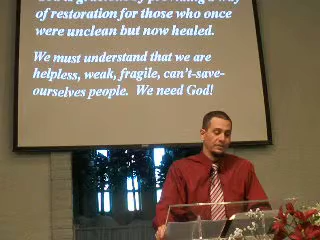 of restoration for those who once
were unclean but now healed.
We must understand that we are
helpless, weak, fragile, can't-save-
ourselves people. We need God!